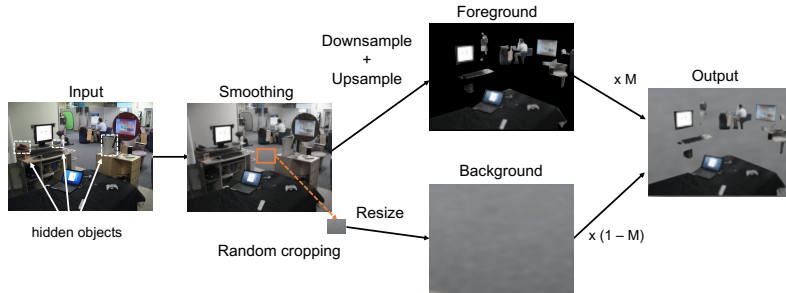 Foreground
Downsample
+
Upsample
x M
Output
Input
Smoothing
Background
Resize
hidden objects
Random cropping
x (1 – M)